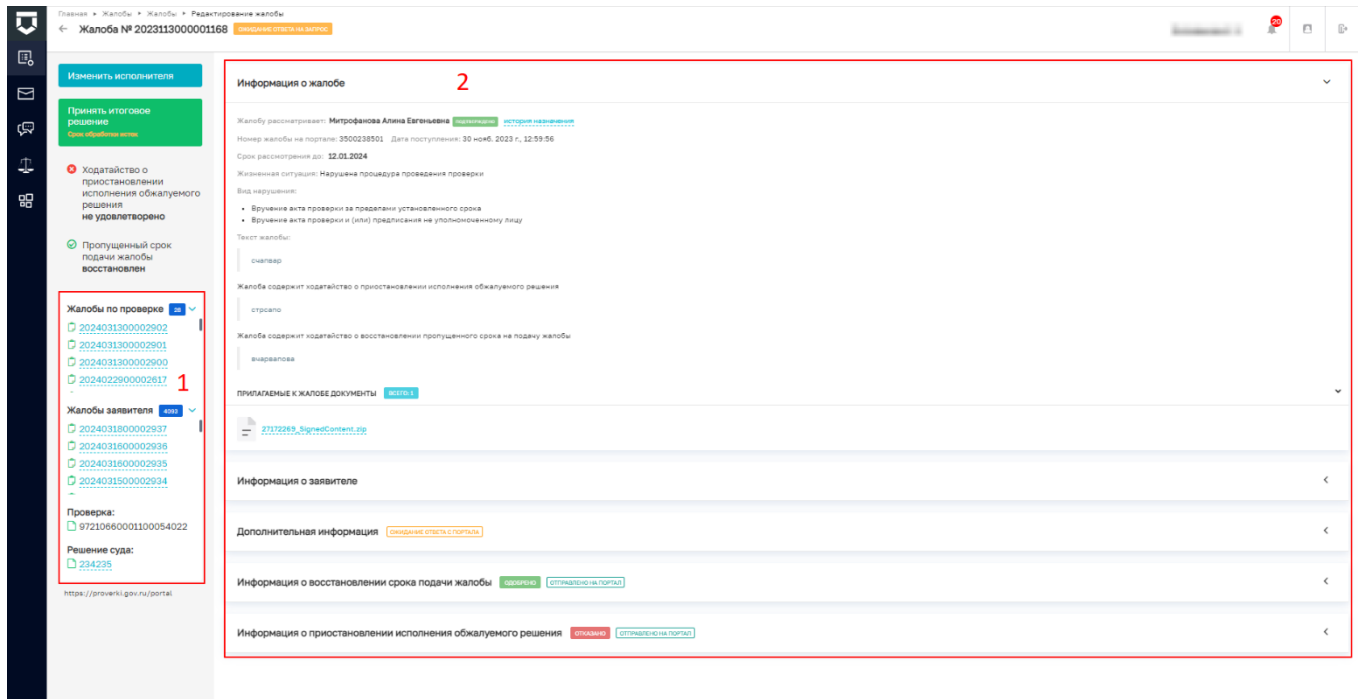 Главная ▸ Жалобы ▸ Жалобы ▸ Редактирование жалобы
← Жалоба № 2023113000001168 ОЖИДАНИЕ ОТВЕТА НА ЗАПРОС
20
Изменить исполнителя
Принять итоговое
решение
Срок обработки истек
Ходатайство о
приостановлении
исполнения обжалуемого
решения
не удовлетворено
Пропущенный срок
подачи жалобы
восстановлен
Жалобы по проверке 28
2024031300002902
2024031300002901
2024031300002900
2024022900002617
1
Жалобы заявителя 4093
2024031800002937
2024031600002936
2024031600002935
2024031500002934
Проверка:
97210660001100054022
Решение суда:
234235
https://proverki.gov.ru/portal
Информация о жалобе
2
Жалобу рассматривает: Митрофанова Алина Евгеньевна история назначения
Номер жалобы на портале: 3500238501 Дата поступления: 30 нояб. 2023 г., 12:59:56
Срок рассмотрения до: 12.01.2024
Жизненная ситуация: Нарушена процедура проведения проверки
Вид нарушения:
• Вручение акта проверки за пределами установленного срока
• Вручение акта проверки и (или) предписания не уполномоченному лицу
Текст жалобы:
счапвар
Жалоба содержит ходатайство о приостановлении исполнения обжалуемого решения
стрсапо
Жалоба содержит ходатайство о восстановлении пропущенного срока на подачу жалобы
вчарвапова
ПРИЛАГАЕМЫЕ К ЖАЛОБЕ ДОКУМЕНТЫ ВСЕГО: 1
27172269_SignedContent.zip
Информация о заявителе
Дополнительная информация ОЖИДАНИЕ ОТВЕТА С ПОРТАЛА
Информация о восстановлении срока подачи жалобы ОДОБРЕНО ОТПРАВЛЕНО НА ПОРТАЛ
Информация о приостановлении исполнения обжалуемого решения ОТКАЗАНО ОТПРАВЛЕНО НА ПОРТАЛ